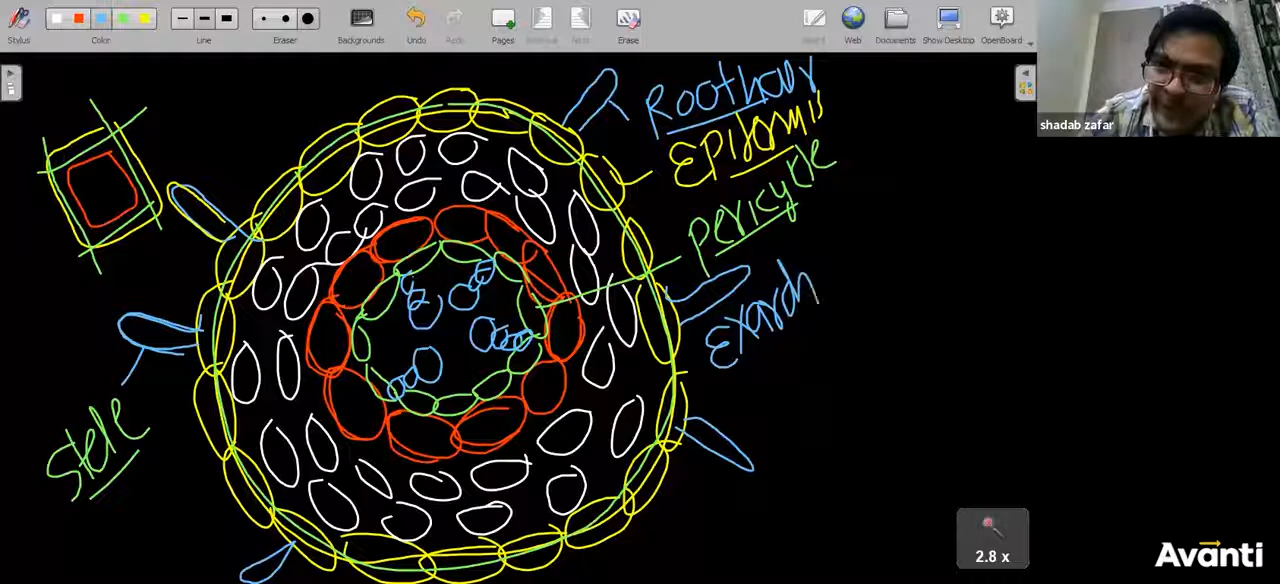 Stylus
Color
Line
Eraser
Backgrounds
Undo
Pages
Erase
Web
Documents
Show Desktop
OpenBoard
shadab zafar
Roothair
Epidermis
Pericycle
Exarch
Stele
2.8 x
Avanti